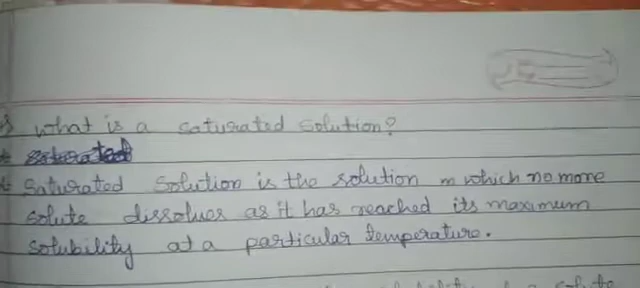 What is a saturated solution?
saturated solution is the solution in which no more
solute dissolves as it has reached its maximum
solubility at a particular temperature.